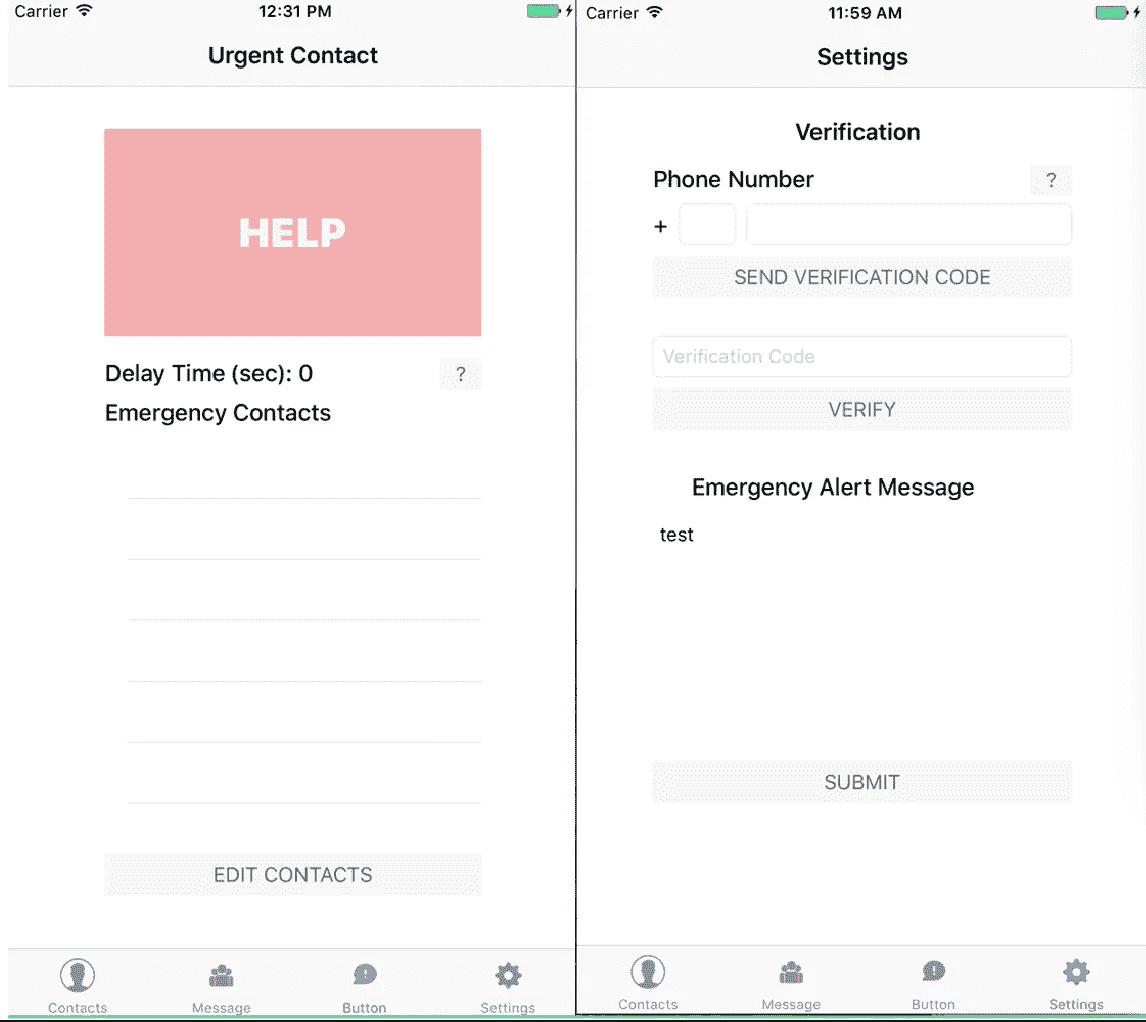 Carrier 12:31 PM
Urgent Contact
HELP
Delay Time (sec): 0 ?
Emergency Contacts
EDIT CONTACTS
Contacts Message Button Settings
Carrier 11:59 AM
Settings
Verification
Phone Number ?
+
SEND VERIFICATION CODE
Verification Code
VERIFY
Emergency Alert Message
test
SUBMIT
Contacts Message Button Settings